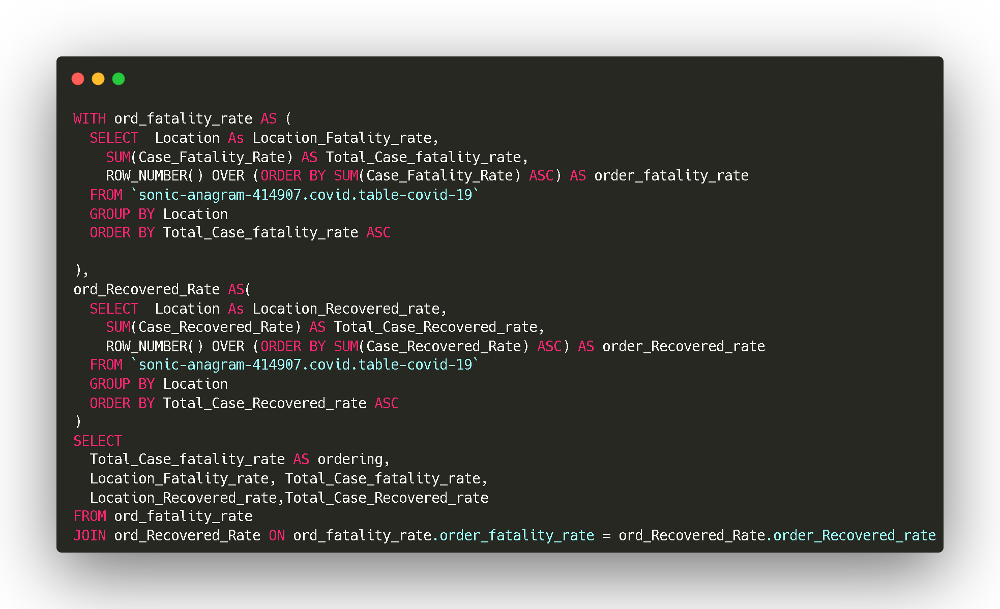 WITH ord_fatality_rate AS (
  SELECT  Location As Location_Fatality_rate,
    SUM(Case_Fatality_Rate) AS Total_Case_fatality_rate,
    ROW_NUMBER() OVER (ORDER BY SUM(Case_Fatality_Rate) ASC) AS order_fatality_rate
  FROM `sonic-anagram-414907.covid.table-covid-19`
  GROUP BY Location
  ORDER BY Total_Case_fatality_rate ASC
),
ord_Recovered_Rate AS(
  SELECT  Location As Location_Recovered_rate,
    SUM(Case_Recovered_Rate) AS Total_Case_Recovered_rate,
    ROW_NUMBER() OVER (ORDER BY SUM(Case_Recovered_Rate) ASC) AS order_Recovered_rate
  FROM `sonic-anagram-414907.covid.table-covid-19`
  GROUP BY Location
  ORDER BY Total_Case_Recovered_rate ASC
)
SELECT
  Total_Case_fatality_rate AS ordering,
  Location_Fatality_rate, Total_Case_fatality_rate,
  Location_Recovered_rate,Total_Case_Recovered_rate
FROM ord_fatality_rate
JOIN ord_Recovered_Rate ON ord_fatality_rate.order_fatality_rate = ord_Recovered_Rate.order_Recovered_rate